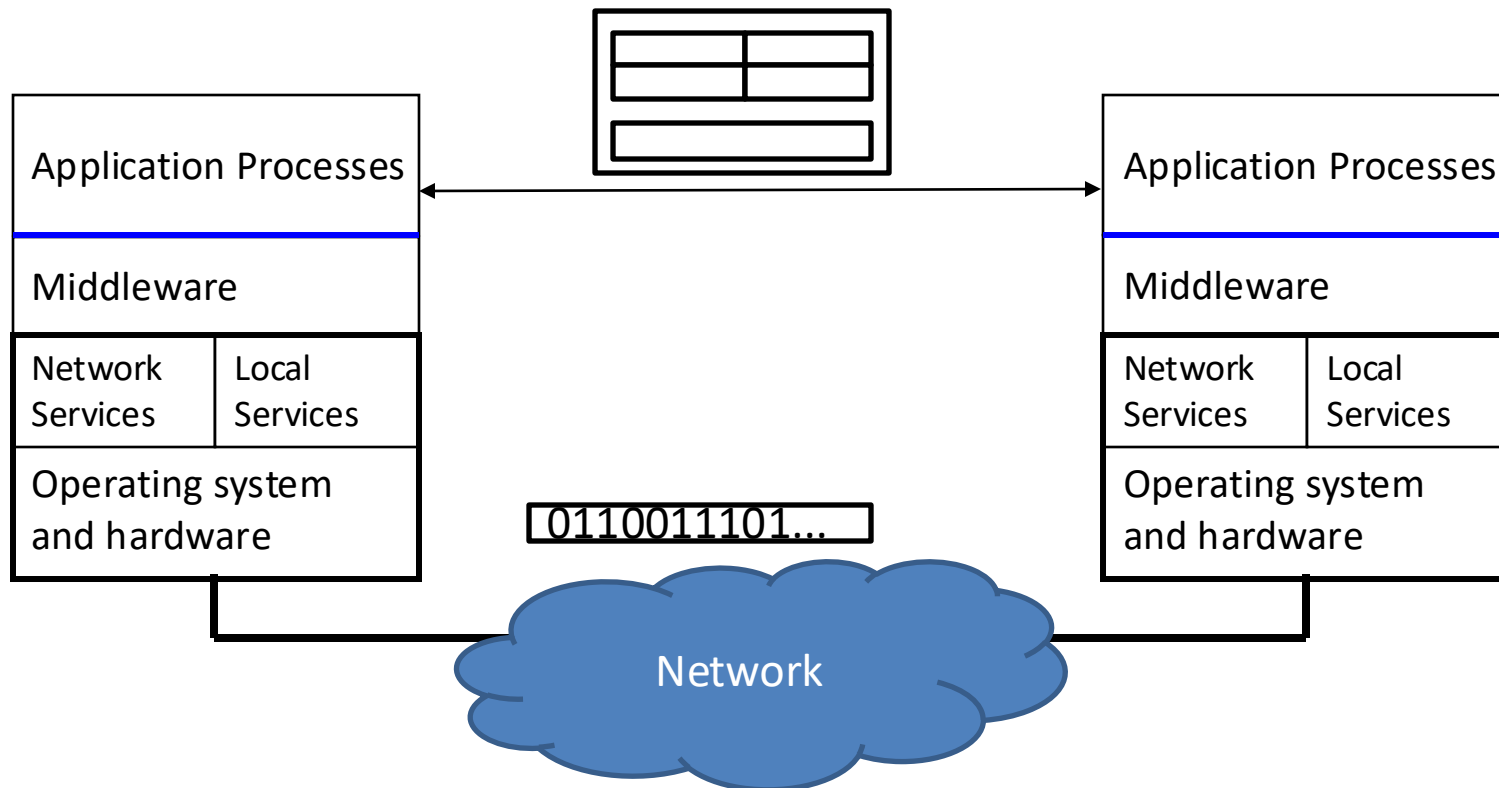 Application Processes
Middleware
Network
Services
Local
Services
Operating system
and hardware
0110011101...
Network
Application Processes
Middleware
Network
Services
Local
Services
Operating system
and hardware